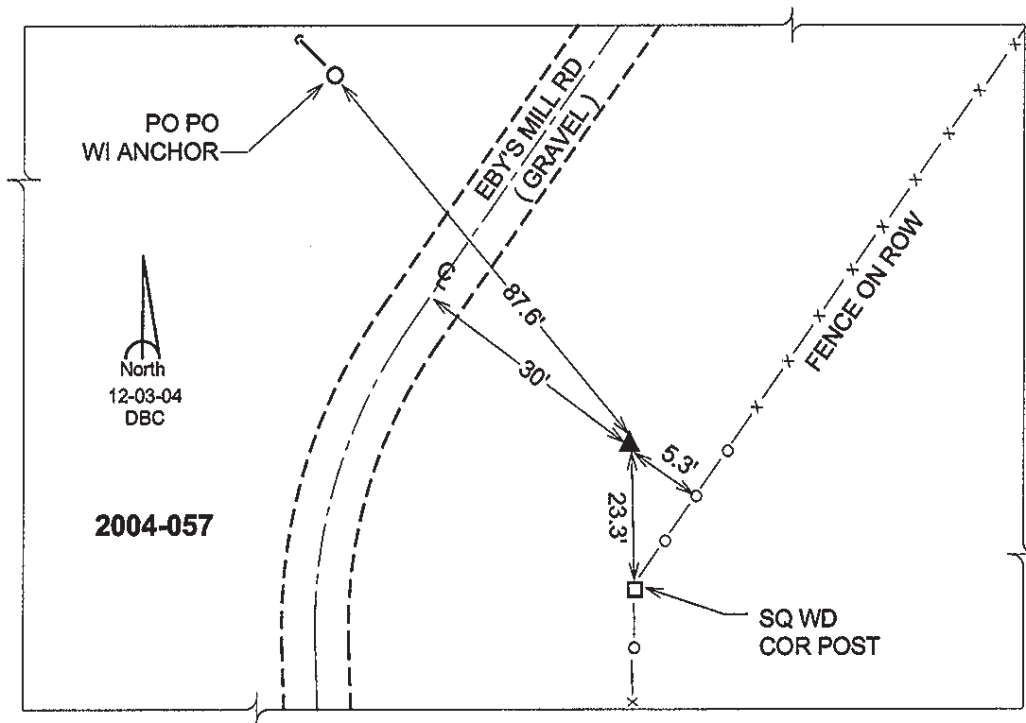 PO PO
WI ANCHOR
EBY'S MILL RD
( GRAVEL )
87.6'
30'
FENCE ON ROW
North
12-03-04
DBC
2004-057
5.3'
23.3'
SQ WD
COR POST